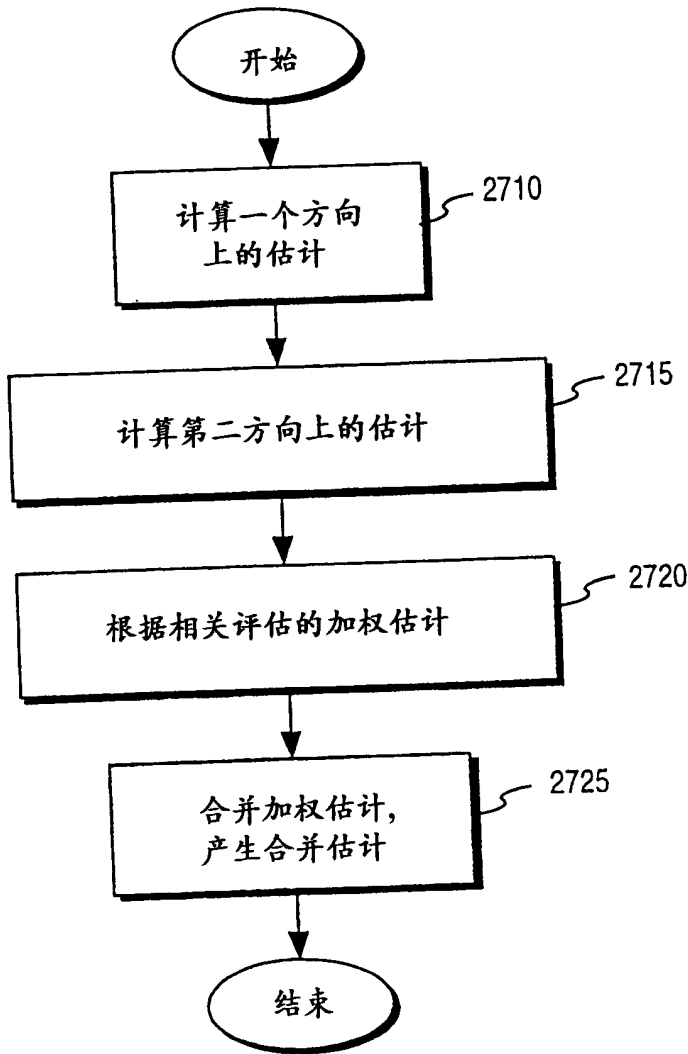 开始
计算一个方向
上的估计
2710
计算第二方向上的估计
2715
根据相关评估的加权估计
2720
合并加权估计,
产生合并估计
2725
结束